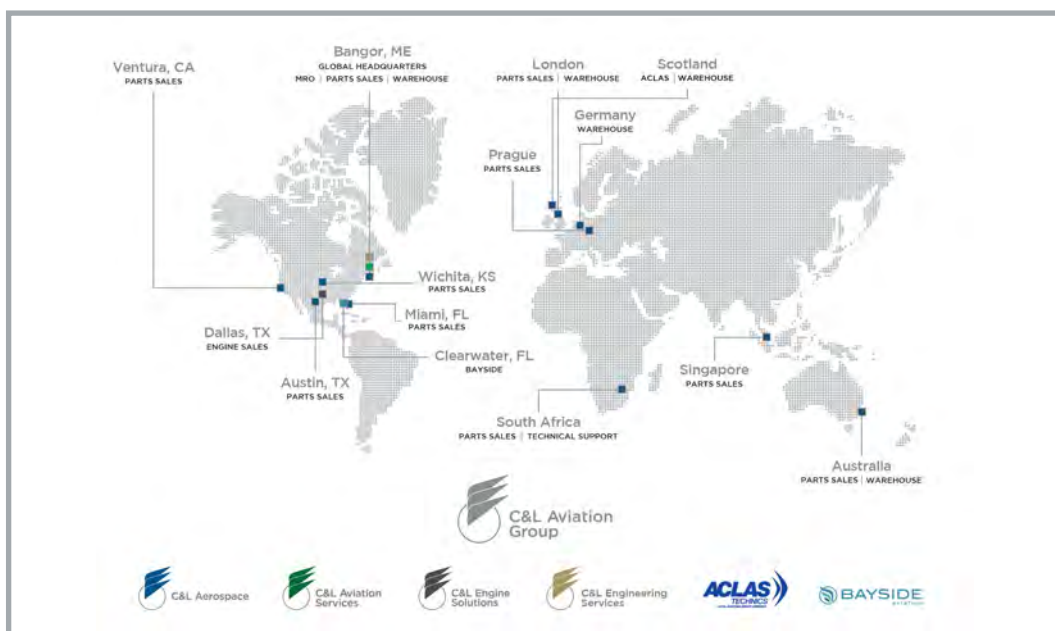 Bangor, ME
GLOBAL HEADQUARTERS
MRO | PARTS SALES | WAREHOUSE
Ventura, CA
PARTS SALES
London
PARTS SALES | WAREHOUSE
Scotland
ACLAS | WAREHOUSE
Germany
WAREHOUSE
Prague
PARTS SALES
Wichita, KS
PARTS SALES
Miami, FL
PARTS SALES
Dallas, TX
ENGINE SALES
Clearwater, FL
BAYSIDE
Austin, TX
PARTS SALES
Singapore
PARTS SALES
South Africa
PARTS SALES | TECHNICAL SUPPORT
Australia
PARTS SALES | WAREHOUSE
C&L Aviation
Group
C&L Aerospace
C&L Aviation
Services
C&L Engine
Solutions
C&L Engineering
Services
ACLAS
TECHNICS
BAYSIDE